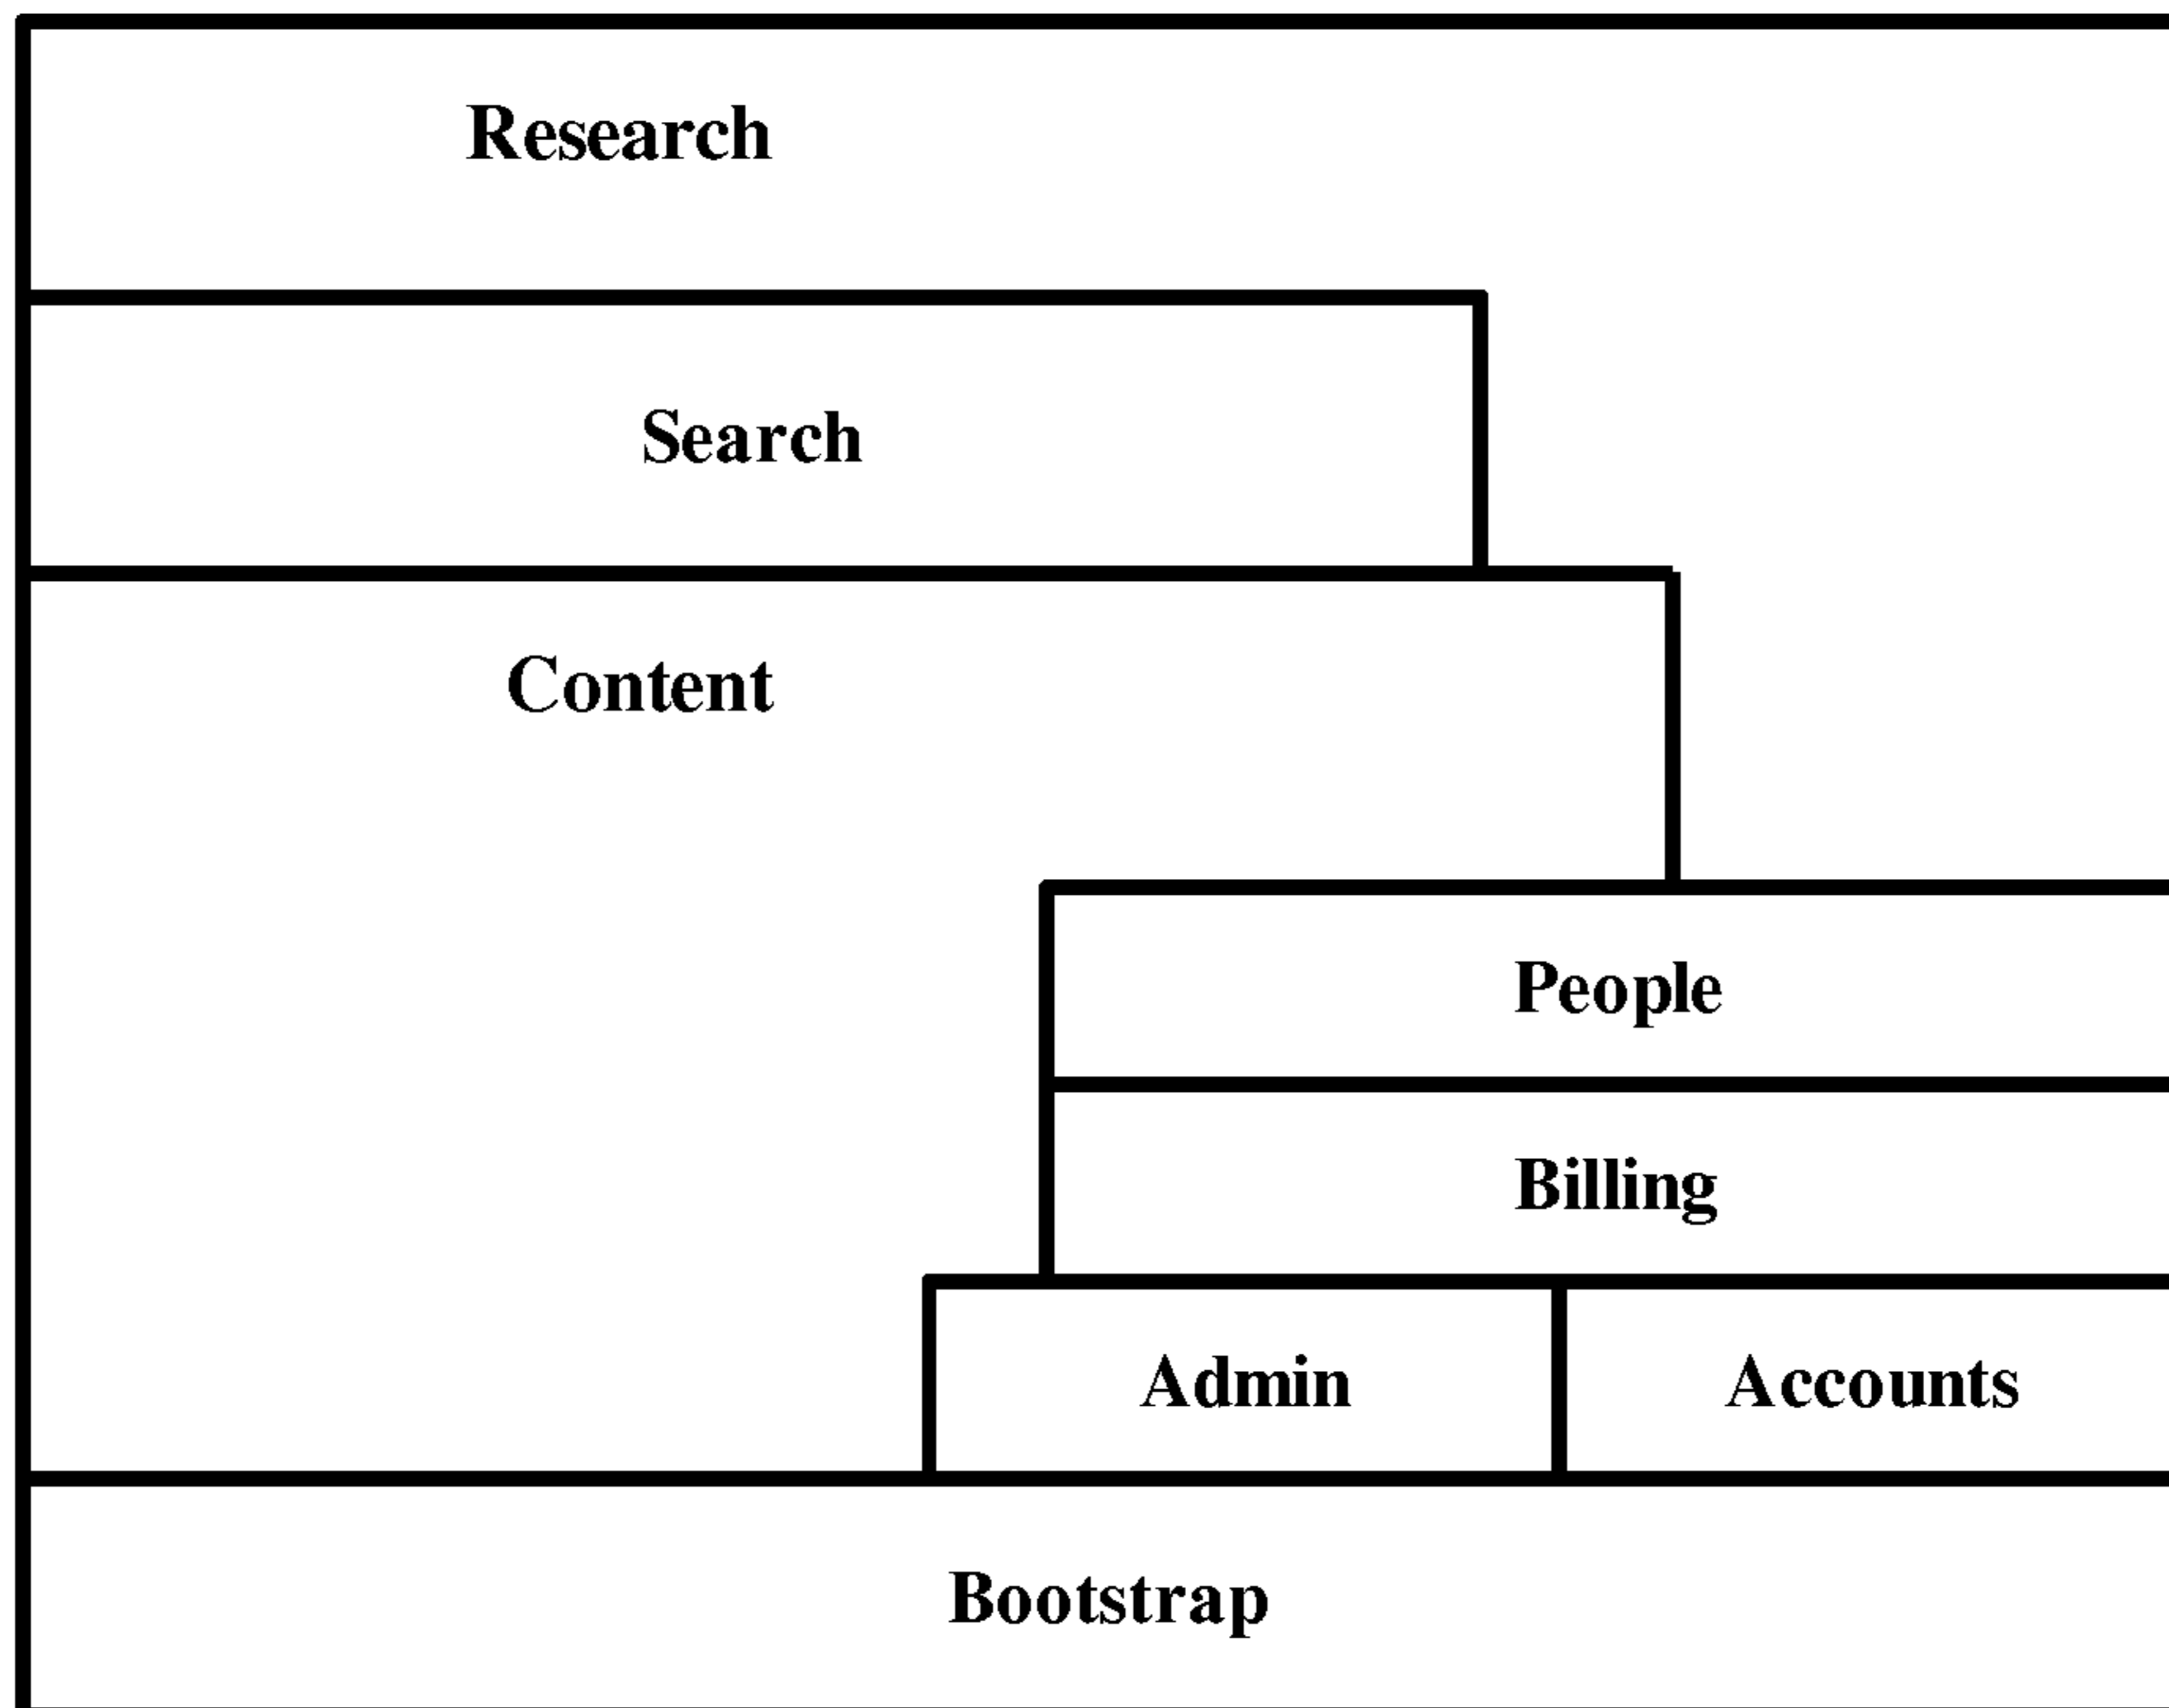 Research
Search
Content
People
Billing
Admin
Accounts
Bootstrap